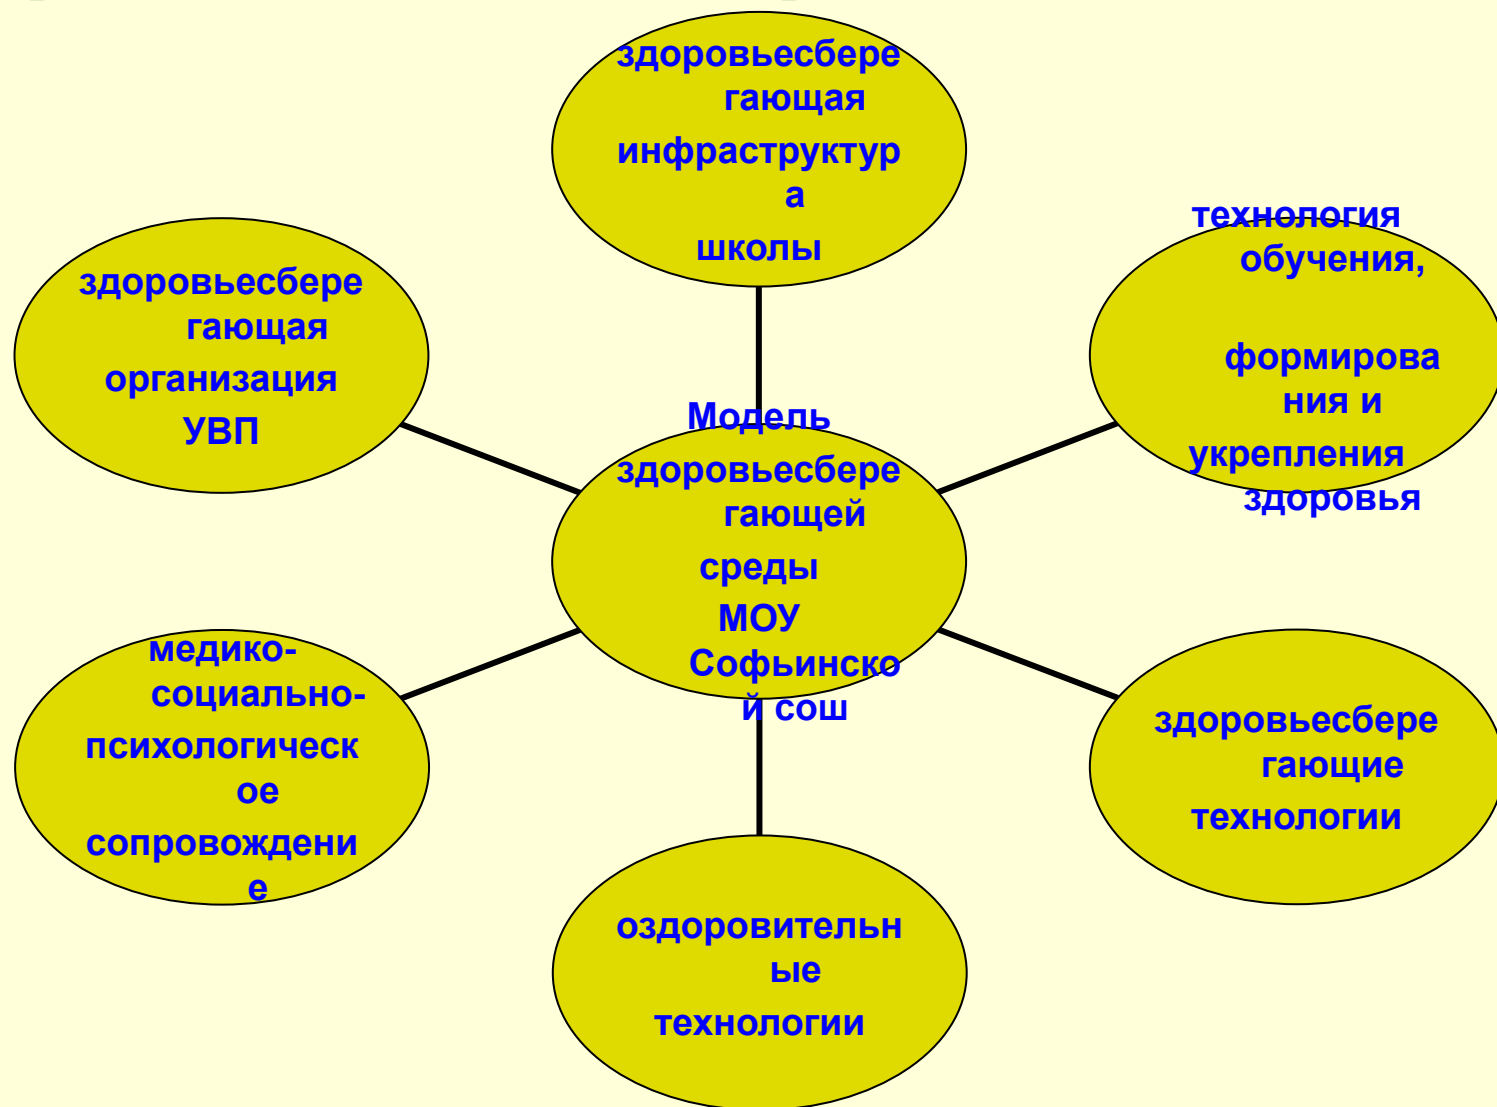 здоровьесбере
гающая
инфраструктур
а
школы
технология
обучения,
формирова
ния и
укрепления
здоровья
здоровьесбере
гающая
организация
УВП
Модель
здоровьесбере
гающей
среды
МОУ
Софьинско
й сош
медико-
социально-
психологическ
ое
сопровождени
е
здоровьесбере
гающие
технологии
оздоровительн
ые
технологии